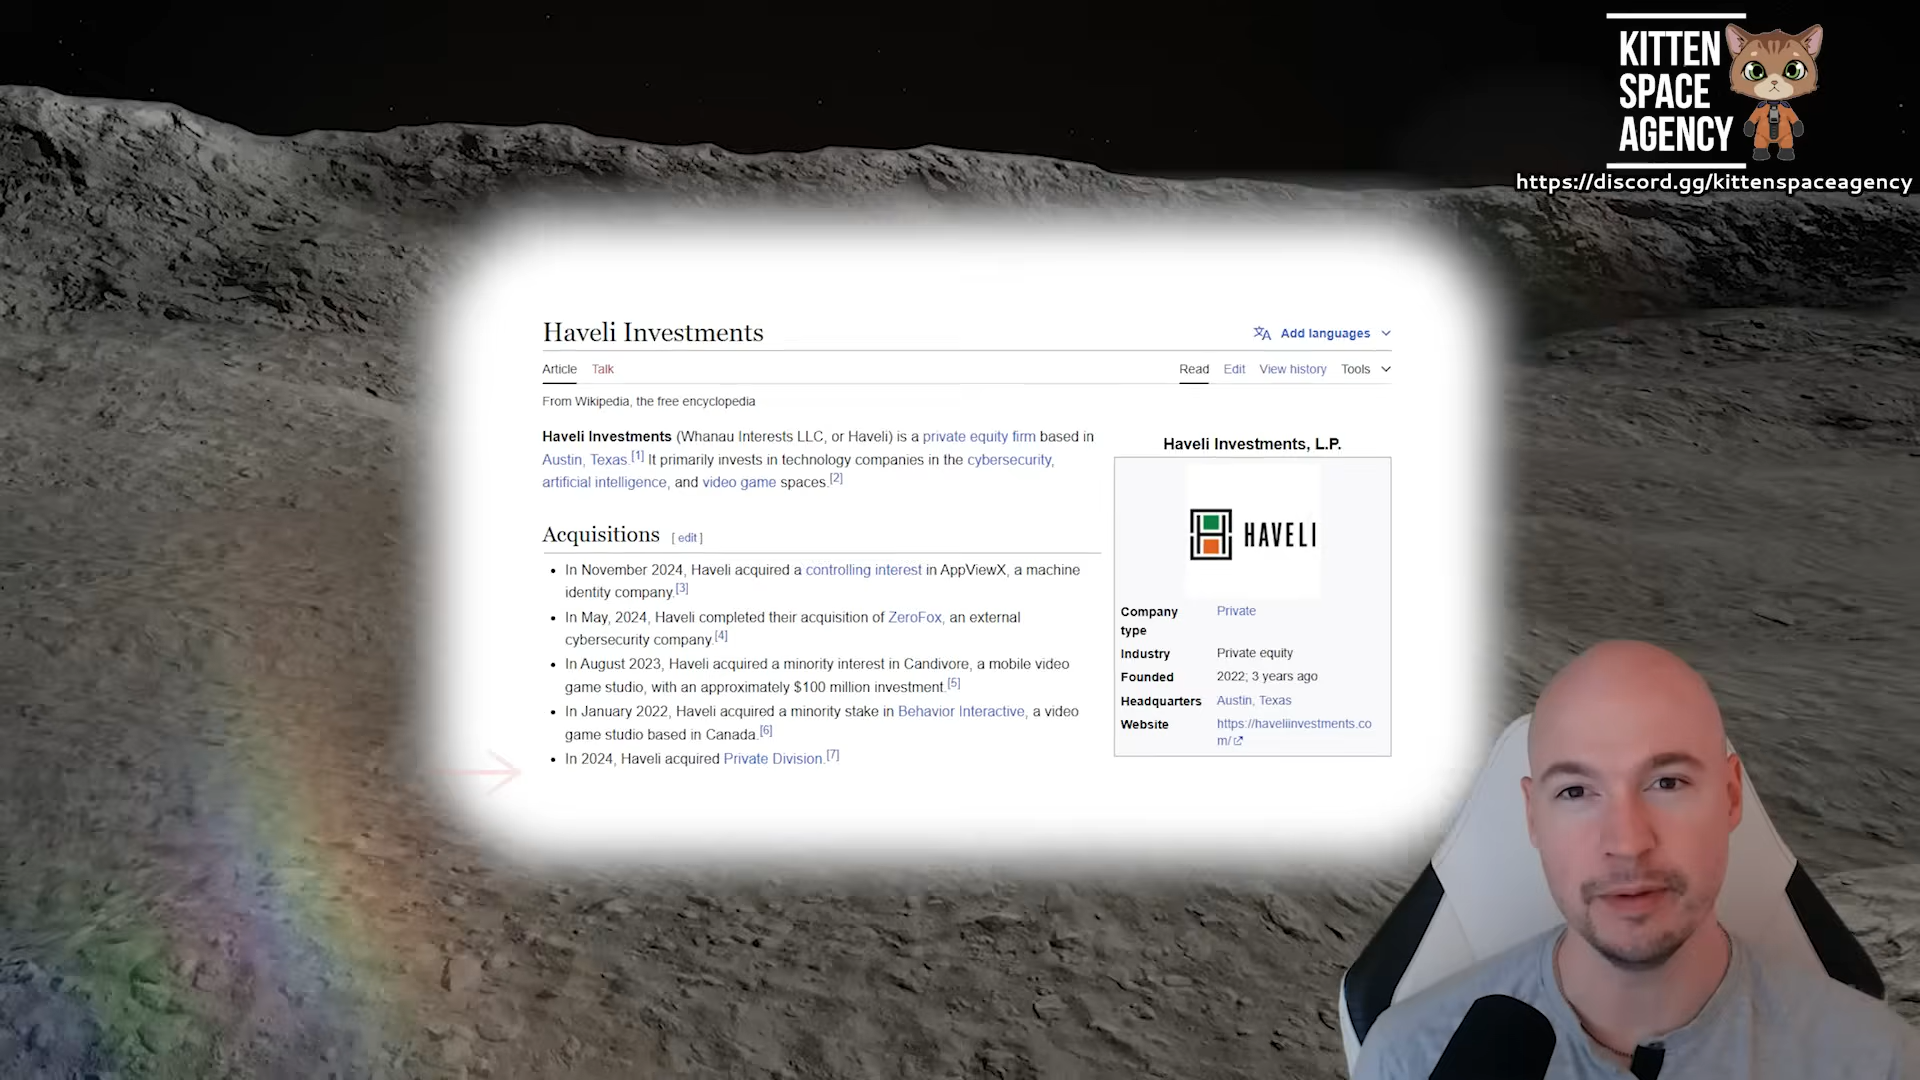 KITTEN
SPACE
AGENCY
https://discord.gg/kittenspaceagency
Haveli Investments
Add languages
Article Talk
Read Edit View history Tools
From Wikipedia, the free encyclopedia
Haveli Investments (Whanau Interests LLC, or Haveli) is a private equity firm based in
Austin, Texas.[1] It primarily invests in technology companies in the cybersecurity,
artificial intelligence, and video game spaces.[2]
Acquisitions [ edit ]
• In November 2024, Haveli acquired a controlling interest in AppViewX, a machine
identity company.[3]
• In May, 2024, Haveli completed their acquisition of ZeroFox, an external
cybersecurity company.[4]
• In August 2023, Haveli acquired a minority interest in Candivore, a mobile video
game studio, with an approximately $100 million investment.[5]
• In January 2022, Haveli acquired a minority stake in Behavior Interactive, a video
game studio based in Canada.[6]
• In 2024, Haveli acquired Private Division.[7]
Haveli Investments, L.P.
HAVELI
Company Private
type
Industry Private equity
Founded 2022; 3 years ago
Headquarters Austin, Texas
Website https://haveliinvestments.co
m/